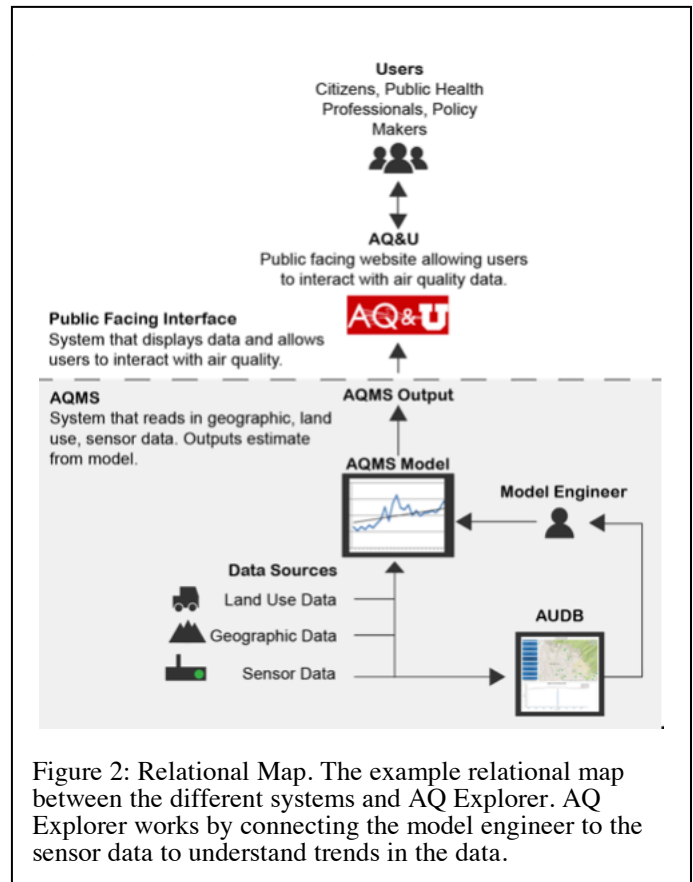 Users
Citizens, Public Health
Professionals, Policy
Makers
AQ&U
Public facing website allowing users
to interact with air quality data.
AQ&U
Public Facing Interface
System that displays data and allows
users to interact with air quality.
AQMS
System that reads in geographic, land
use, sensor data. Outputs estimate
from model.
AQMS Output
AQMS Model
Model Engineer
Data Sources
Land Use Data
Geographic Data
Sensor Data
AUDB
.
Figure 2: Relational Map. The example relational map
between the different systems and AQ Explorer. AQ
Explorer works by connecting the model engineer to the
sensor data to understand trends in the data.